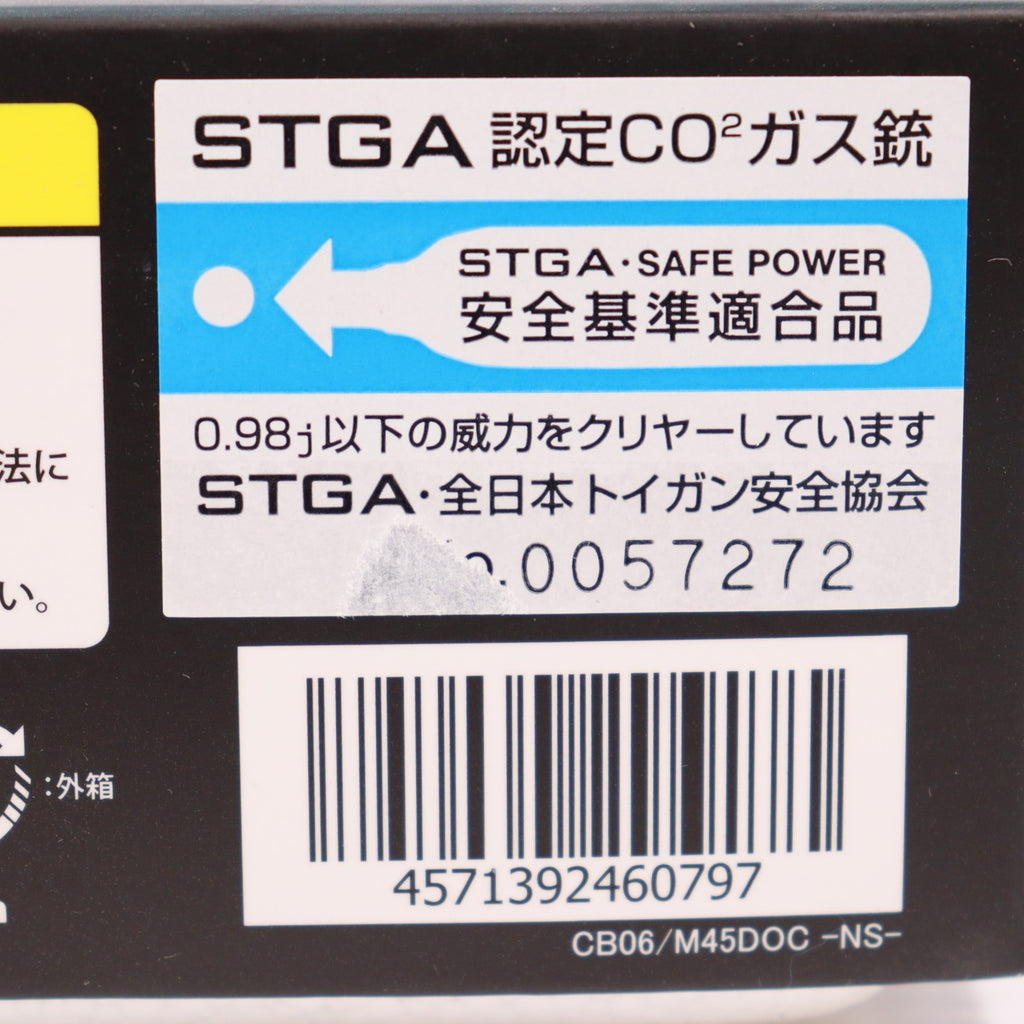 STGA 認定CO²ガス銃
STGA・SAFE POWER
安全基準適合品
0.98j以下の威力をクリヤーしています
STGA・全日本トイガン安全協会
.0057272
法に
い。
:外箱
4571392460797
CB06/M45DOC -NS-